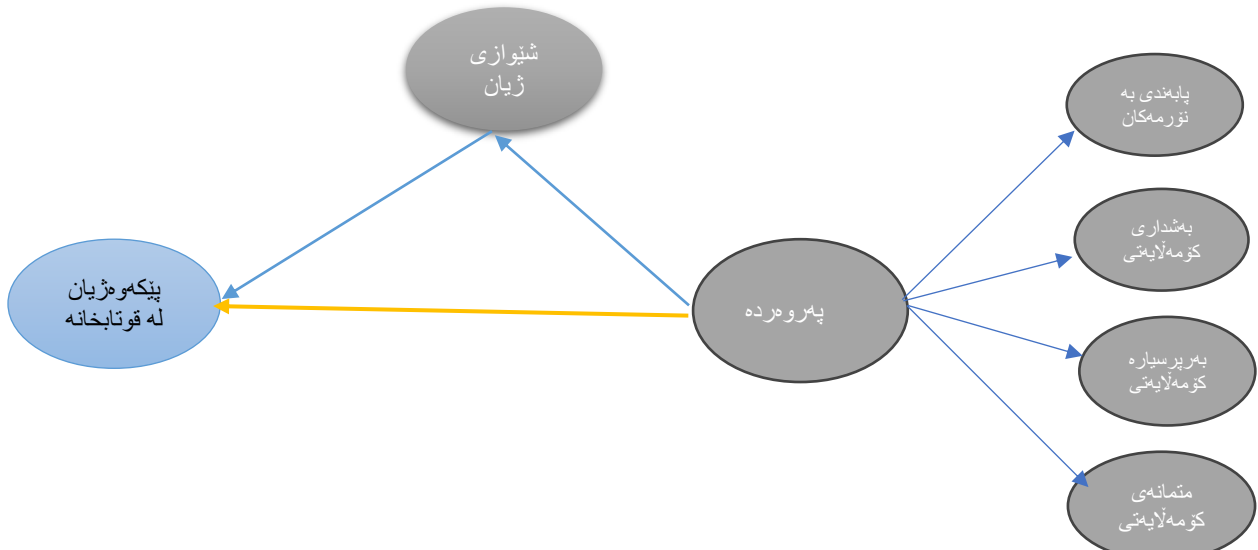 شێوازی
ژیان
پابەندی بە
نۆرمەکان
بەشداری
کۆمەڵایەتی
پەروەردە
پێکەوەژیان
لە قوتابخانە
بەرپرسیارە
کۆمەڵایەتی
متمانەی
کۆمەڵایەتی